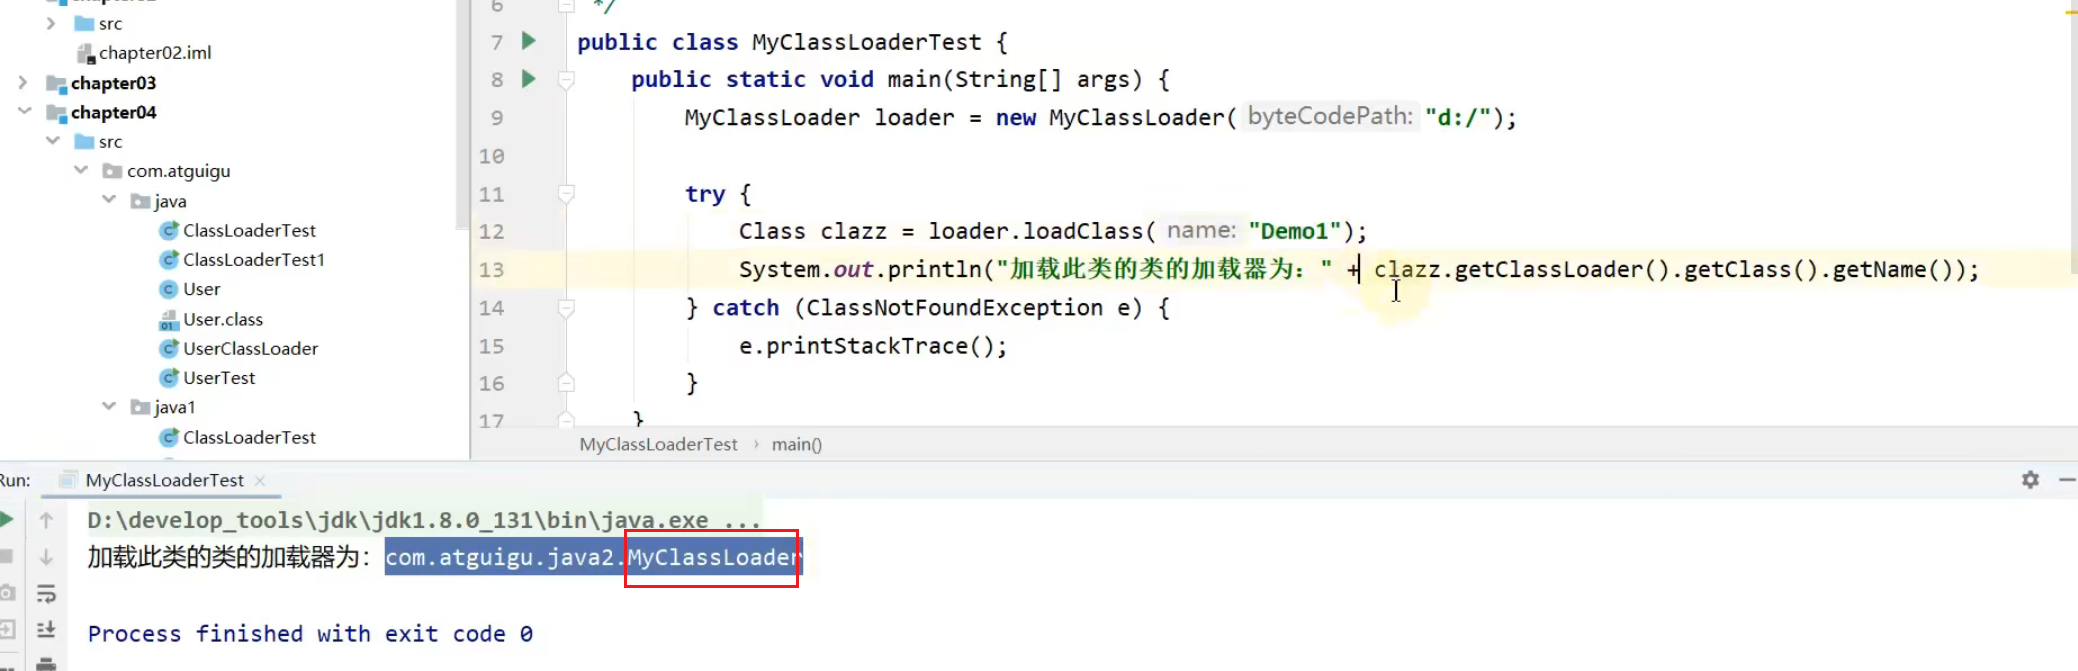 src
chapter02.iml
chapter03
chapter04
src
com.atguigu
java
ClassLoaderTest
ClassLoaderTest1
User
User.class
UserClassLoader
UserTest
java1
ClassLoaderTest
6 */
7 public class MyClassLoaderTest {
8 public static void main(String[] args) {
9 MyClassLoader loader = new MyClassLoader( byteCodePath: "d:/");
10
11 try {
12 Class clazz = loader.loadClass( name: "Demo1");
13 System.out.println("加载此类的类的加载器为：" + clazz.getClassLoader().getClass().getName());
14 } catch (ClassNotFoundException e) {
15 e.printStackTrace();
16 }
17 }
MyClassLoaderTest › main()
Run: MyClassLoaderTest ×
D:\develop_tools\jdk\jdk1.8.0_131\bin\java.exe ...
加载此类的类的加载器为：com.atguigu.java2.MyClassLoader
Process finished with exit code 0